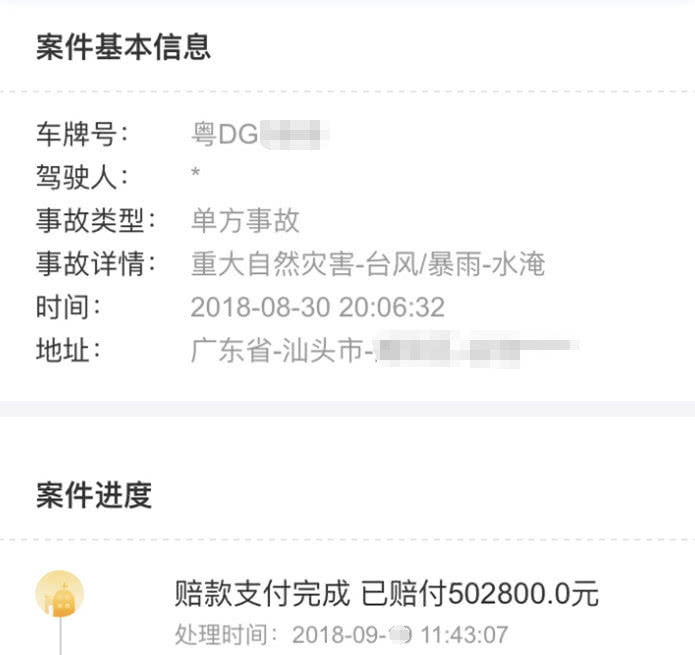 案件基本信息
车牌号： 粤DG
驾驶人： *
事故类型： 单方事故
事故详情： 重大自然灾害-台风/暴雨-水淹
时间： 2018-08-30 20:06:32
地址： 广东省-汕头市-
案件进度
赔款支付完成 已赔付502800.0元
处理时间： 2018-09- 11:43:07